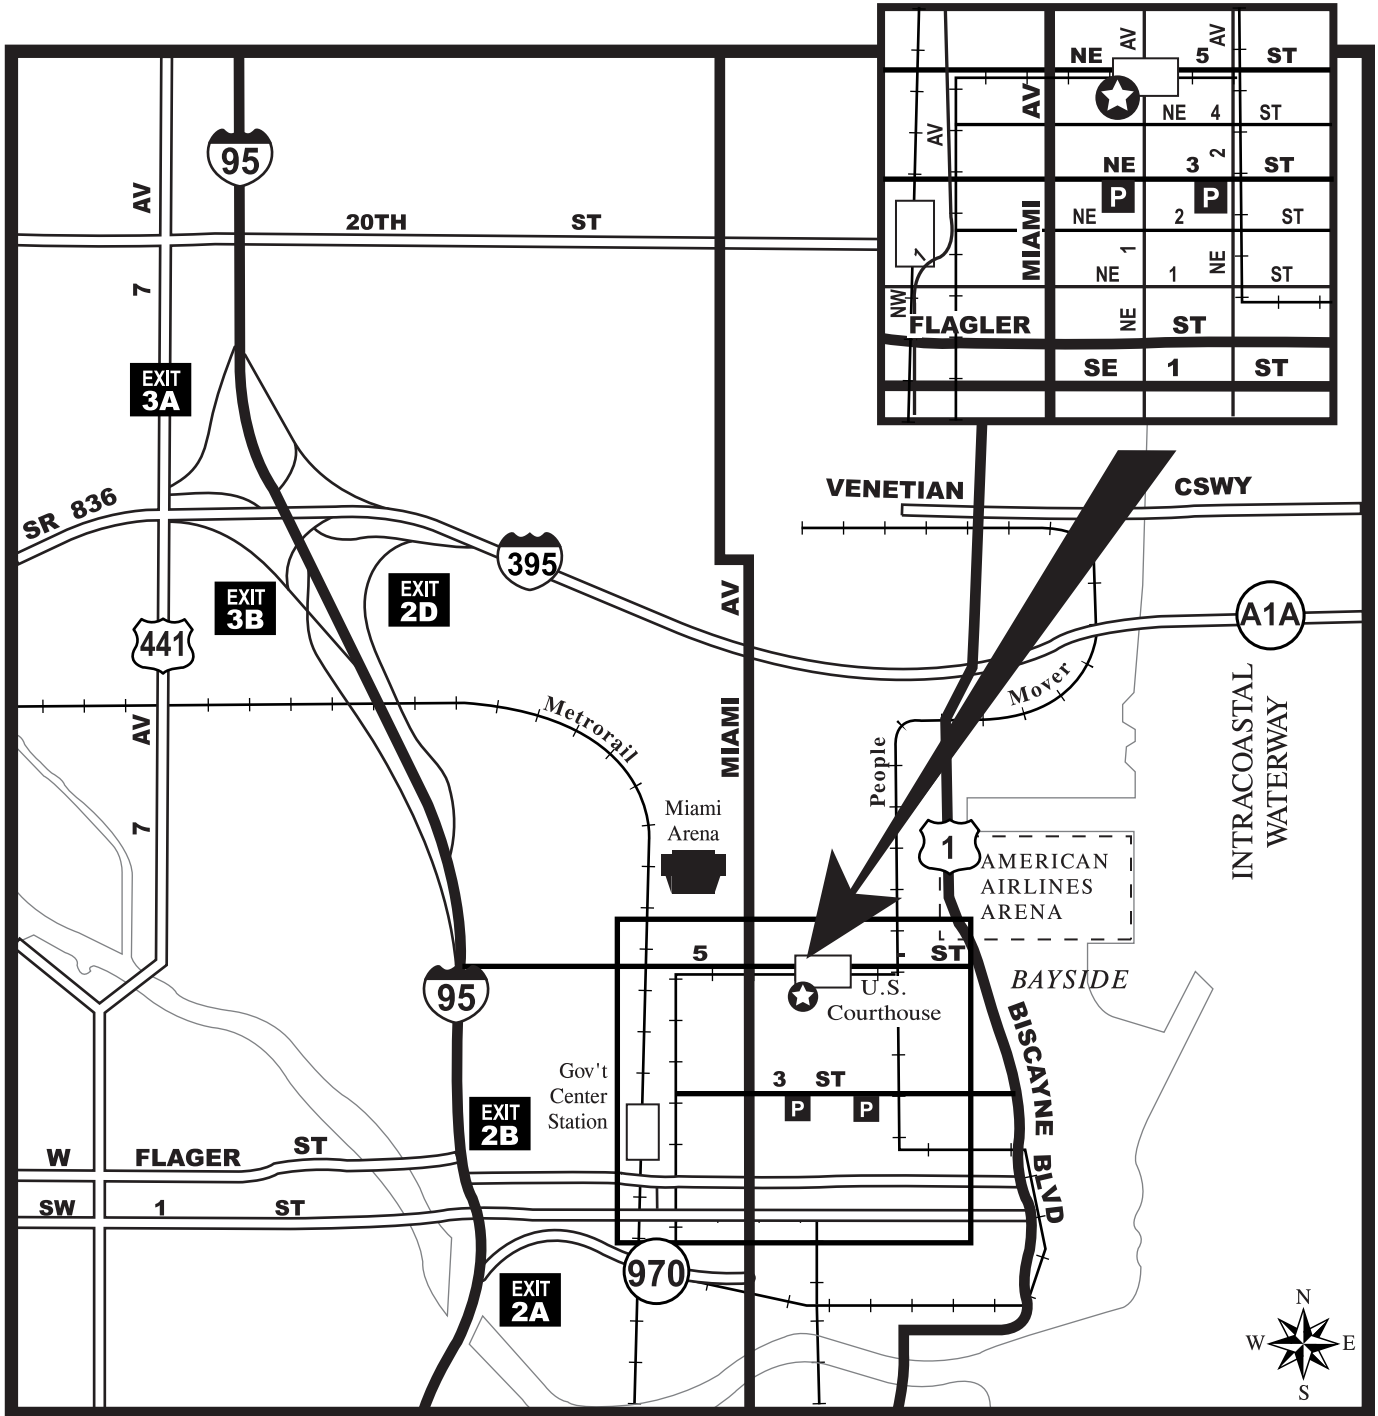 NE AV 5 AV ST
AV
NE 4 ST
AV
NE 3 2 ST
P P
NE 2 ST
MIAMI
7 1 NE
NE 1 ST
NW
NE
FLAGLER ST
SE 1 ST
95
AV
20TH ST
7
EXIT
3A
VENETIAN CSWY
SR 836
395
EXIT
3B
EXIT
2D
AV
A1A
441
Mover
Metrorail
AV
MIAMI
People
INTRACOASTAL
WATERWAY
7
Miami
Arena
1
AMERICAN
AIRLINES
ARENA
5 ST
BAYSIDE
95
U.S.
Courthouse
BISCAYNE BLVD
Gov't
Center
Station
3 ST
P P
EXIT
2B
W FLAGER ST
SW 1 ST
970
EXIT
2A
N
W E
S